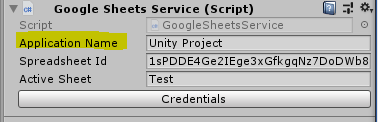 Google Sheets Service (Script)
Script GoogleSheetsService
Application Name Unity Project
Spreadsheet Id 1sPDDE4Ge2IEge3xGfkgqNz7DoDWb8
Active Sheet Test
Credentials